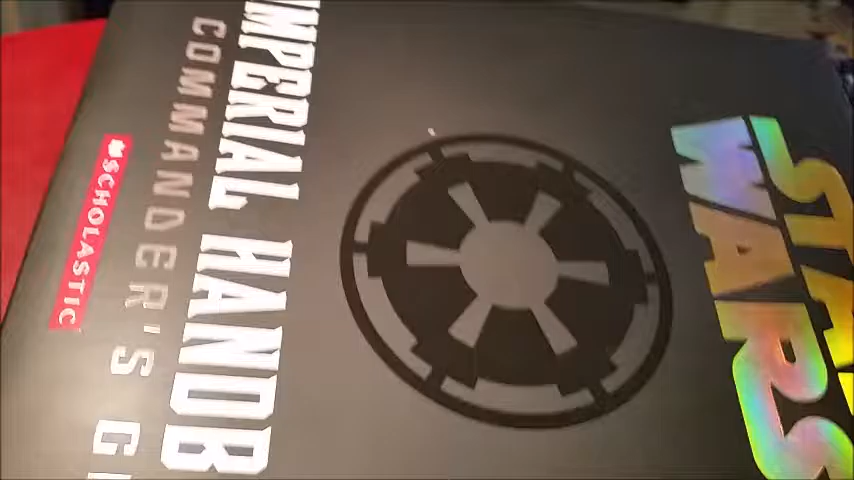 STAR
WARS
IMPERIAL HANDB
COMMANDER'S G
SCHOLASTIC